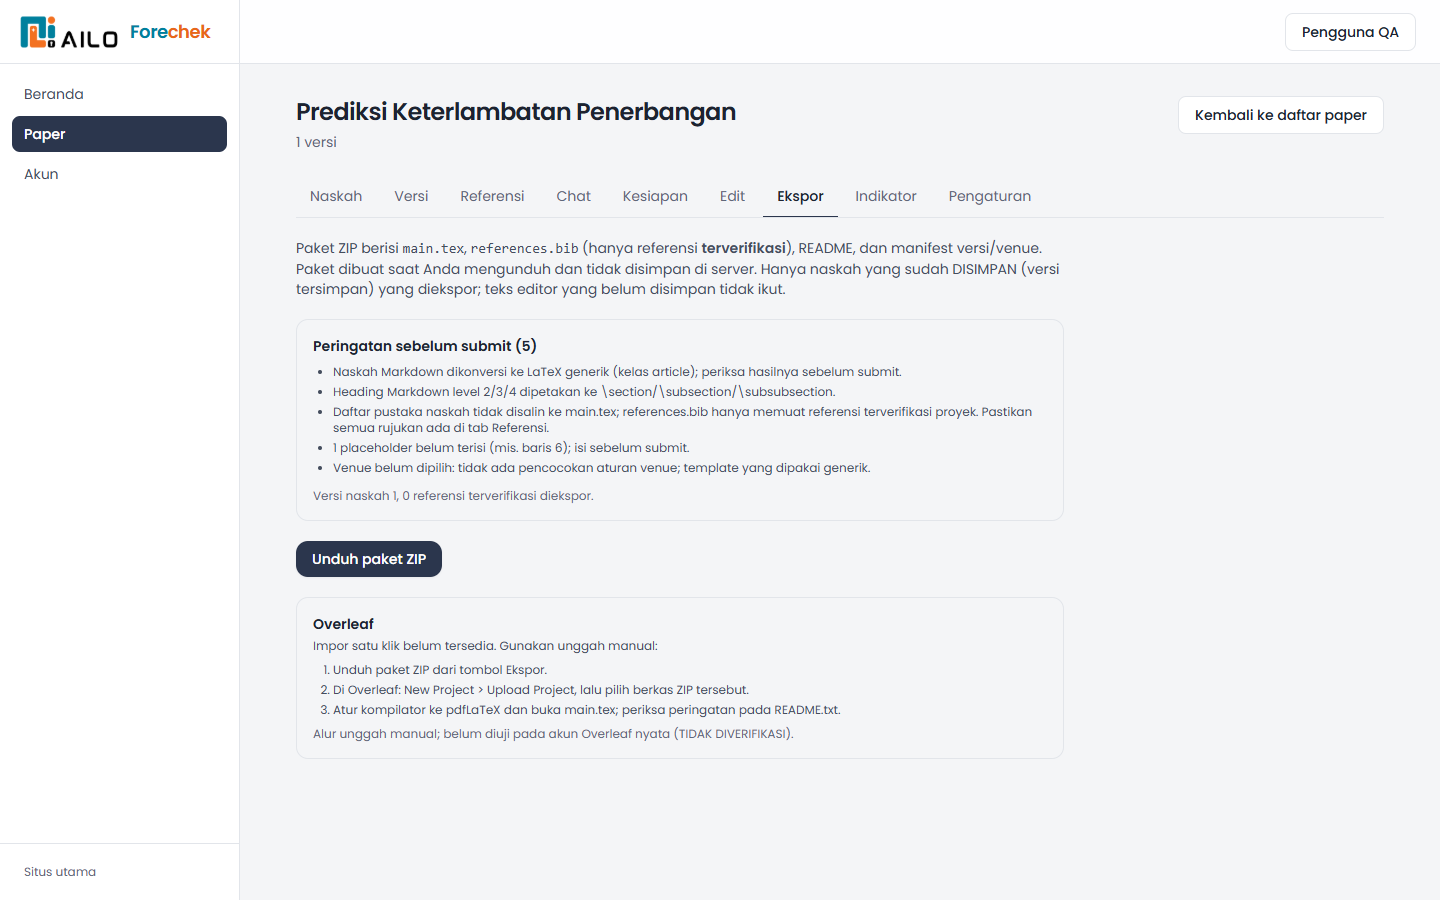 AILO Forechek
Pengguna QA
Beranda
Paper
Akun
Prediksi Keterlambatan Penerbangan
Kembali ke daftar paper
1 versi
Naskah Versi Referensi Chat Kesiapan Edit Ekspor Indikator Pengaturan
Paket ZIP berisi main.tex, references.bib (hanya referensi terverifikasi), README, dan manifest versi/venue.
Paket dibuat saat Anda mengunduh dan tidak disimpan di server. Hanya naskah yang sudah DISIMPAN (versi
tersimpan) yang diekspor; teks editor yang belum disimpan tidak ikut.
Peringatan sebelum submit (5)
• Naskah Markdown dikonversi ke LaTeX generik (kelas article); periksa hasilnya sebelum submit.
• Heading Markdown level 2/3/4 dipetakan ke \section/\subsection/\subsubsection.
• Daftar pustaka naskah tidak disalin ke main.tex; references.bib hanya memuat referensi terverifikasi proyek. Pastikan
semua rujukan ada di tab Referensi.
• 1 placeholder belum terisi (mis. baris 6); isi sebelum submit.
• Venue belum dipilih: tidak ada pencocokan aturan venue; template yang dipakai generik.
Versi naskah 1, 0 referensi terverifikasi diekspor.
Unduh paket ZIP
Overleaf
Impor satu klik belum tersedia. Gunakan unggah manual:
1. Unduh paket ZIP dari tombol Ekspor.
2. Di Overleaf: New Project > Upload Project, lalu pilih berkas ZIP tersebut.
3. Atur kompilator ke pdfLaTeX dan buka main.tex; periksa peringatan pada README.txt.
Alur unggah manual; belum diuji pada akun Overleaf nyata (TIDAK DIVERIFIKASI).
Situs utama